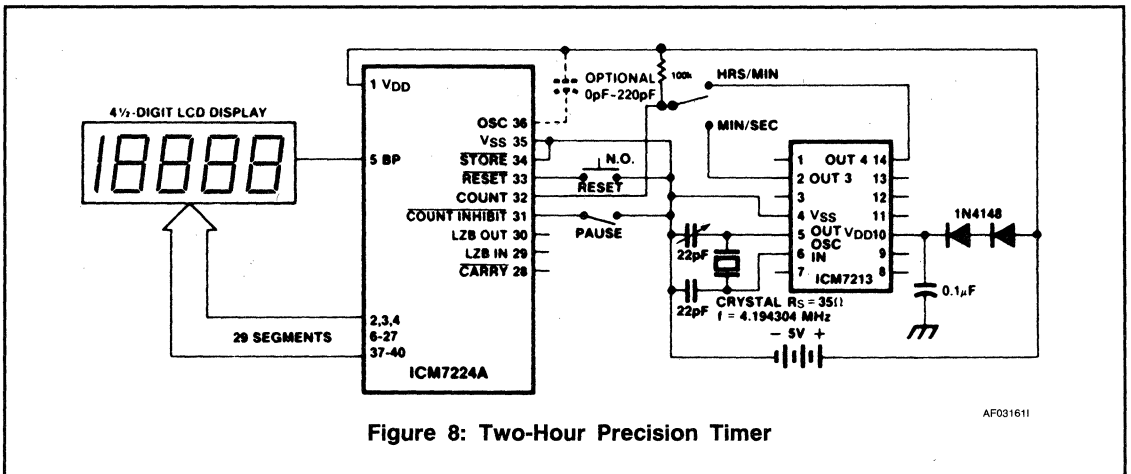 4½-DIGIT LCD DISPLAY
18888
1 VDD
5 BP
29 SEGMENTS
2,3,4
6-27
37-40
OSC 36
VSS 35
STORE 34
RESET 33
COUNT 32
COUNT INHIBIT 31
LZB OUT 30
LZB IN 29
CARRY 28
ICM7224A
OPTIONAL
0pF-220pF
100k
HRS/MIN
MIN/SEC
N.O.
RESET
PAUSE
22pF
22pF
CRYSTAL RS = 35Ω
f = 4.194304 MHz
- 5V +
1 OUT 4 14
2 OUT 3 13
3 12
4 VSS 11
5 OUT VDD 10
OSC
6 IN 9
7 8
ICM7213
1N4148
0.1µF
AF03161I
Figure 8: Two-Hour Precision Timer